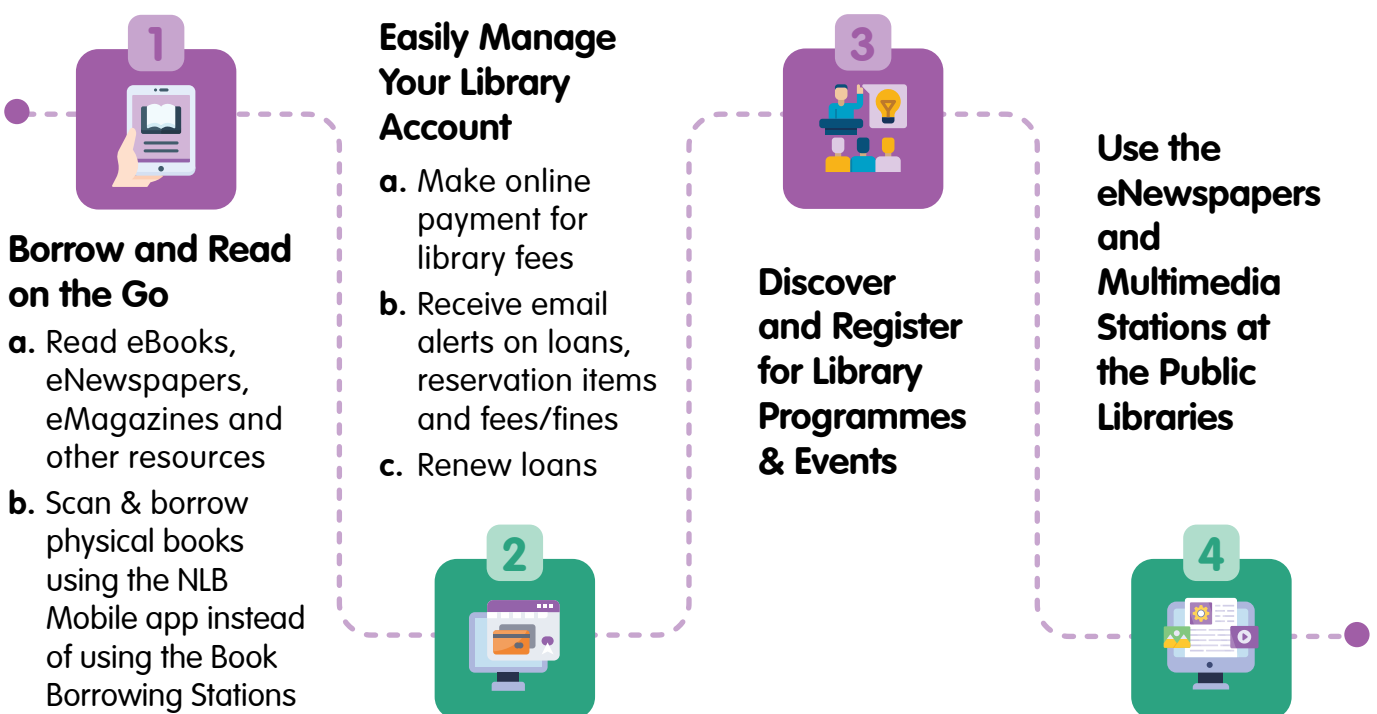 1
Borrow and Read
on the Go
a. Read eBooks,
eNewspapers,
eMagazines and
other resources
b. Scan & borrow
physical books
using the NLB
Mobile app instead
of using the Book
Borrowing Stations
Easily Manage
Your Library
Account
a. Make online
payment for
library fees
b. Receive email
alerts on loans,
reservation items
and fees/fines
c. Renew loans
2
3
Discover
and Register
for Library
Programmes
& Events
Use the
eNewspapers
and
Multimedia
Stations at
the Public
Libraries
4